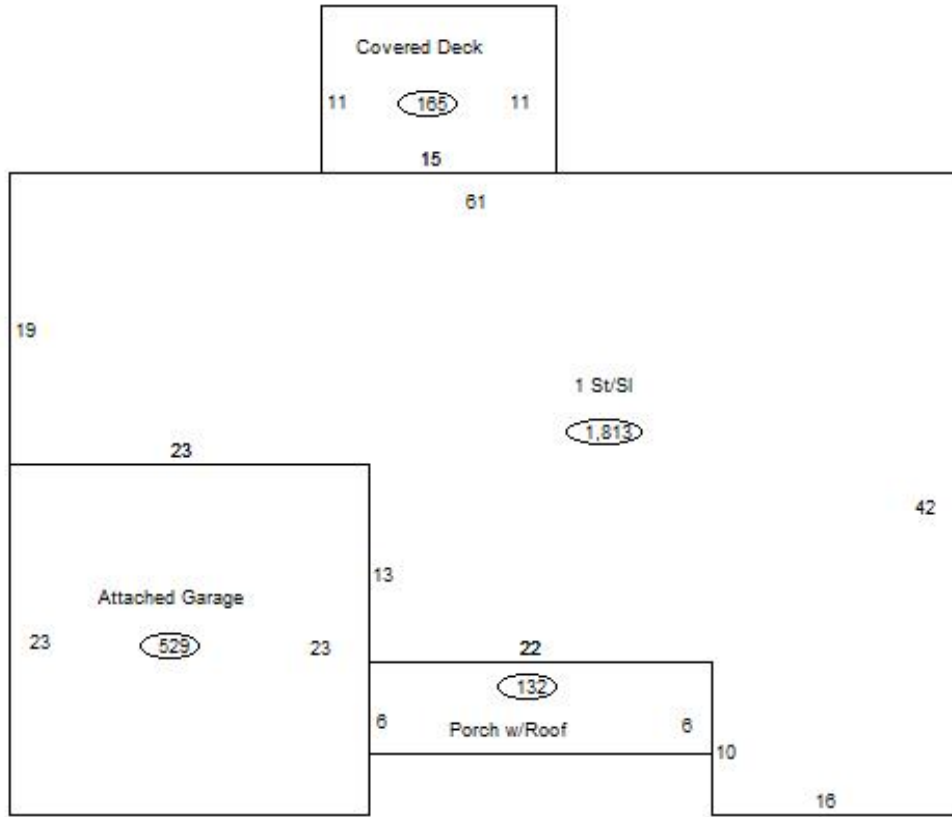 Covered Deck
11 165 11
15
61
19
1 St/Sl
1,813
23
42
13
Attached Garage
23 529 23
22
132
6 Porch w/Roof 6
10
16